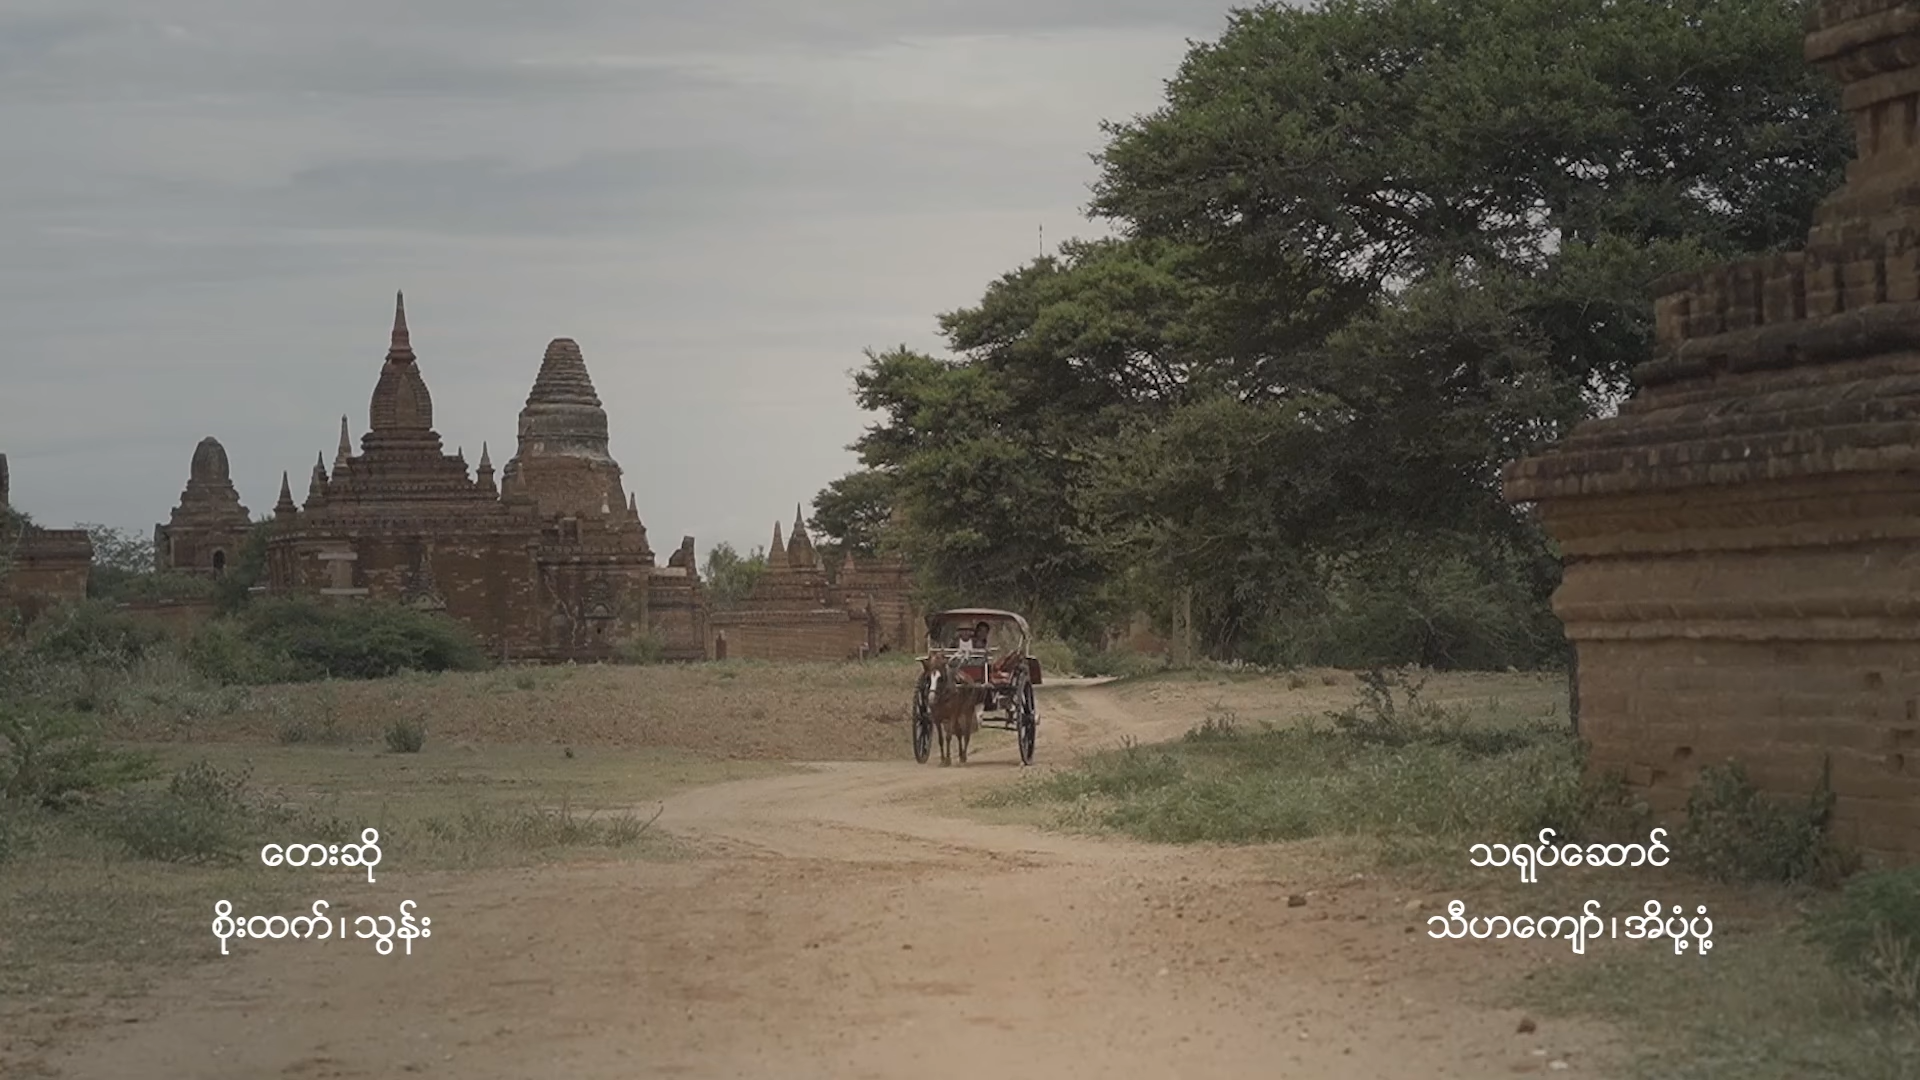 တေးဆို
စိုးထက်၊သွန်း
သရုပ်ဆောင်
သီဟကျော်၊အိပုံ့ပုံ့